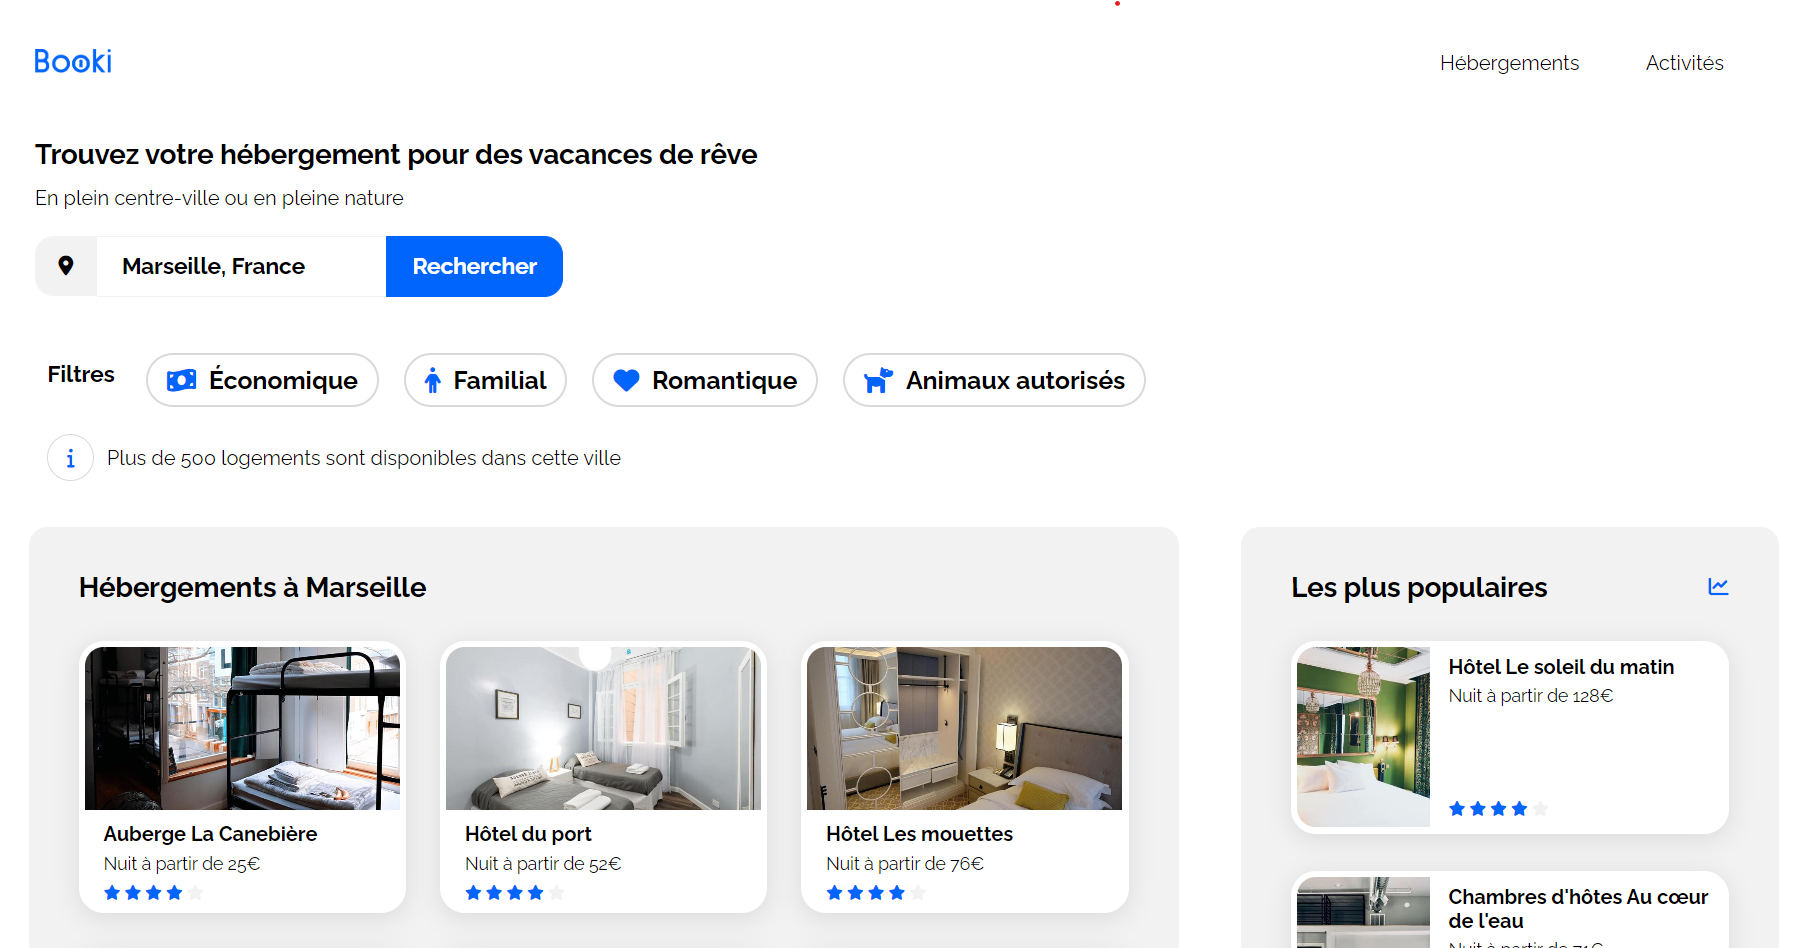 Booki
Hébergements
Activités
Trouvez votre hébergement pour des vacances de rêve
En plein centre-ville ou en pleine nature
Marseille, France
Rechercher
Filtres
Économique
Familial
Romantique
Animaux autorisés
Plus de 500 logements sont disponibles dans cette ville
Hébergements à Marseille
Auberge La Canebière
Nuit à partir de 25€
Hôtel du port
Nuit à partir de 52€
Hôtel Les mouettes
Nuit à partir de 76€
Les plus populaires
Hôtel Le soleil du matin
Nuit à partir de 128€
Chambres d'hôtes Au cœur
de l'eau
Nuit à partir de 71€